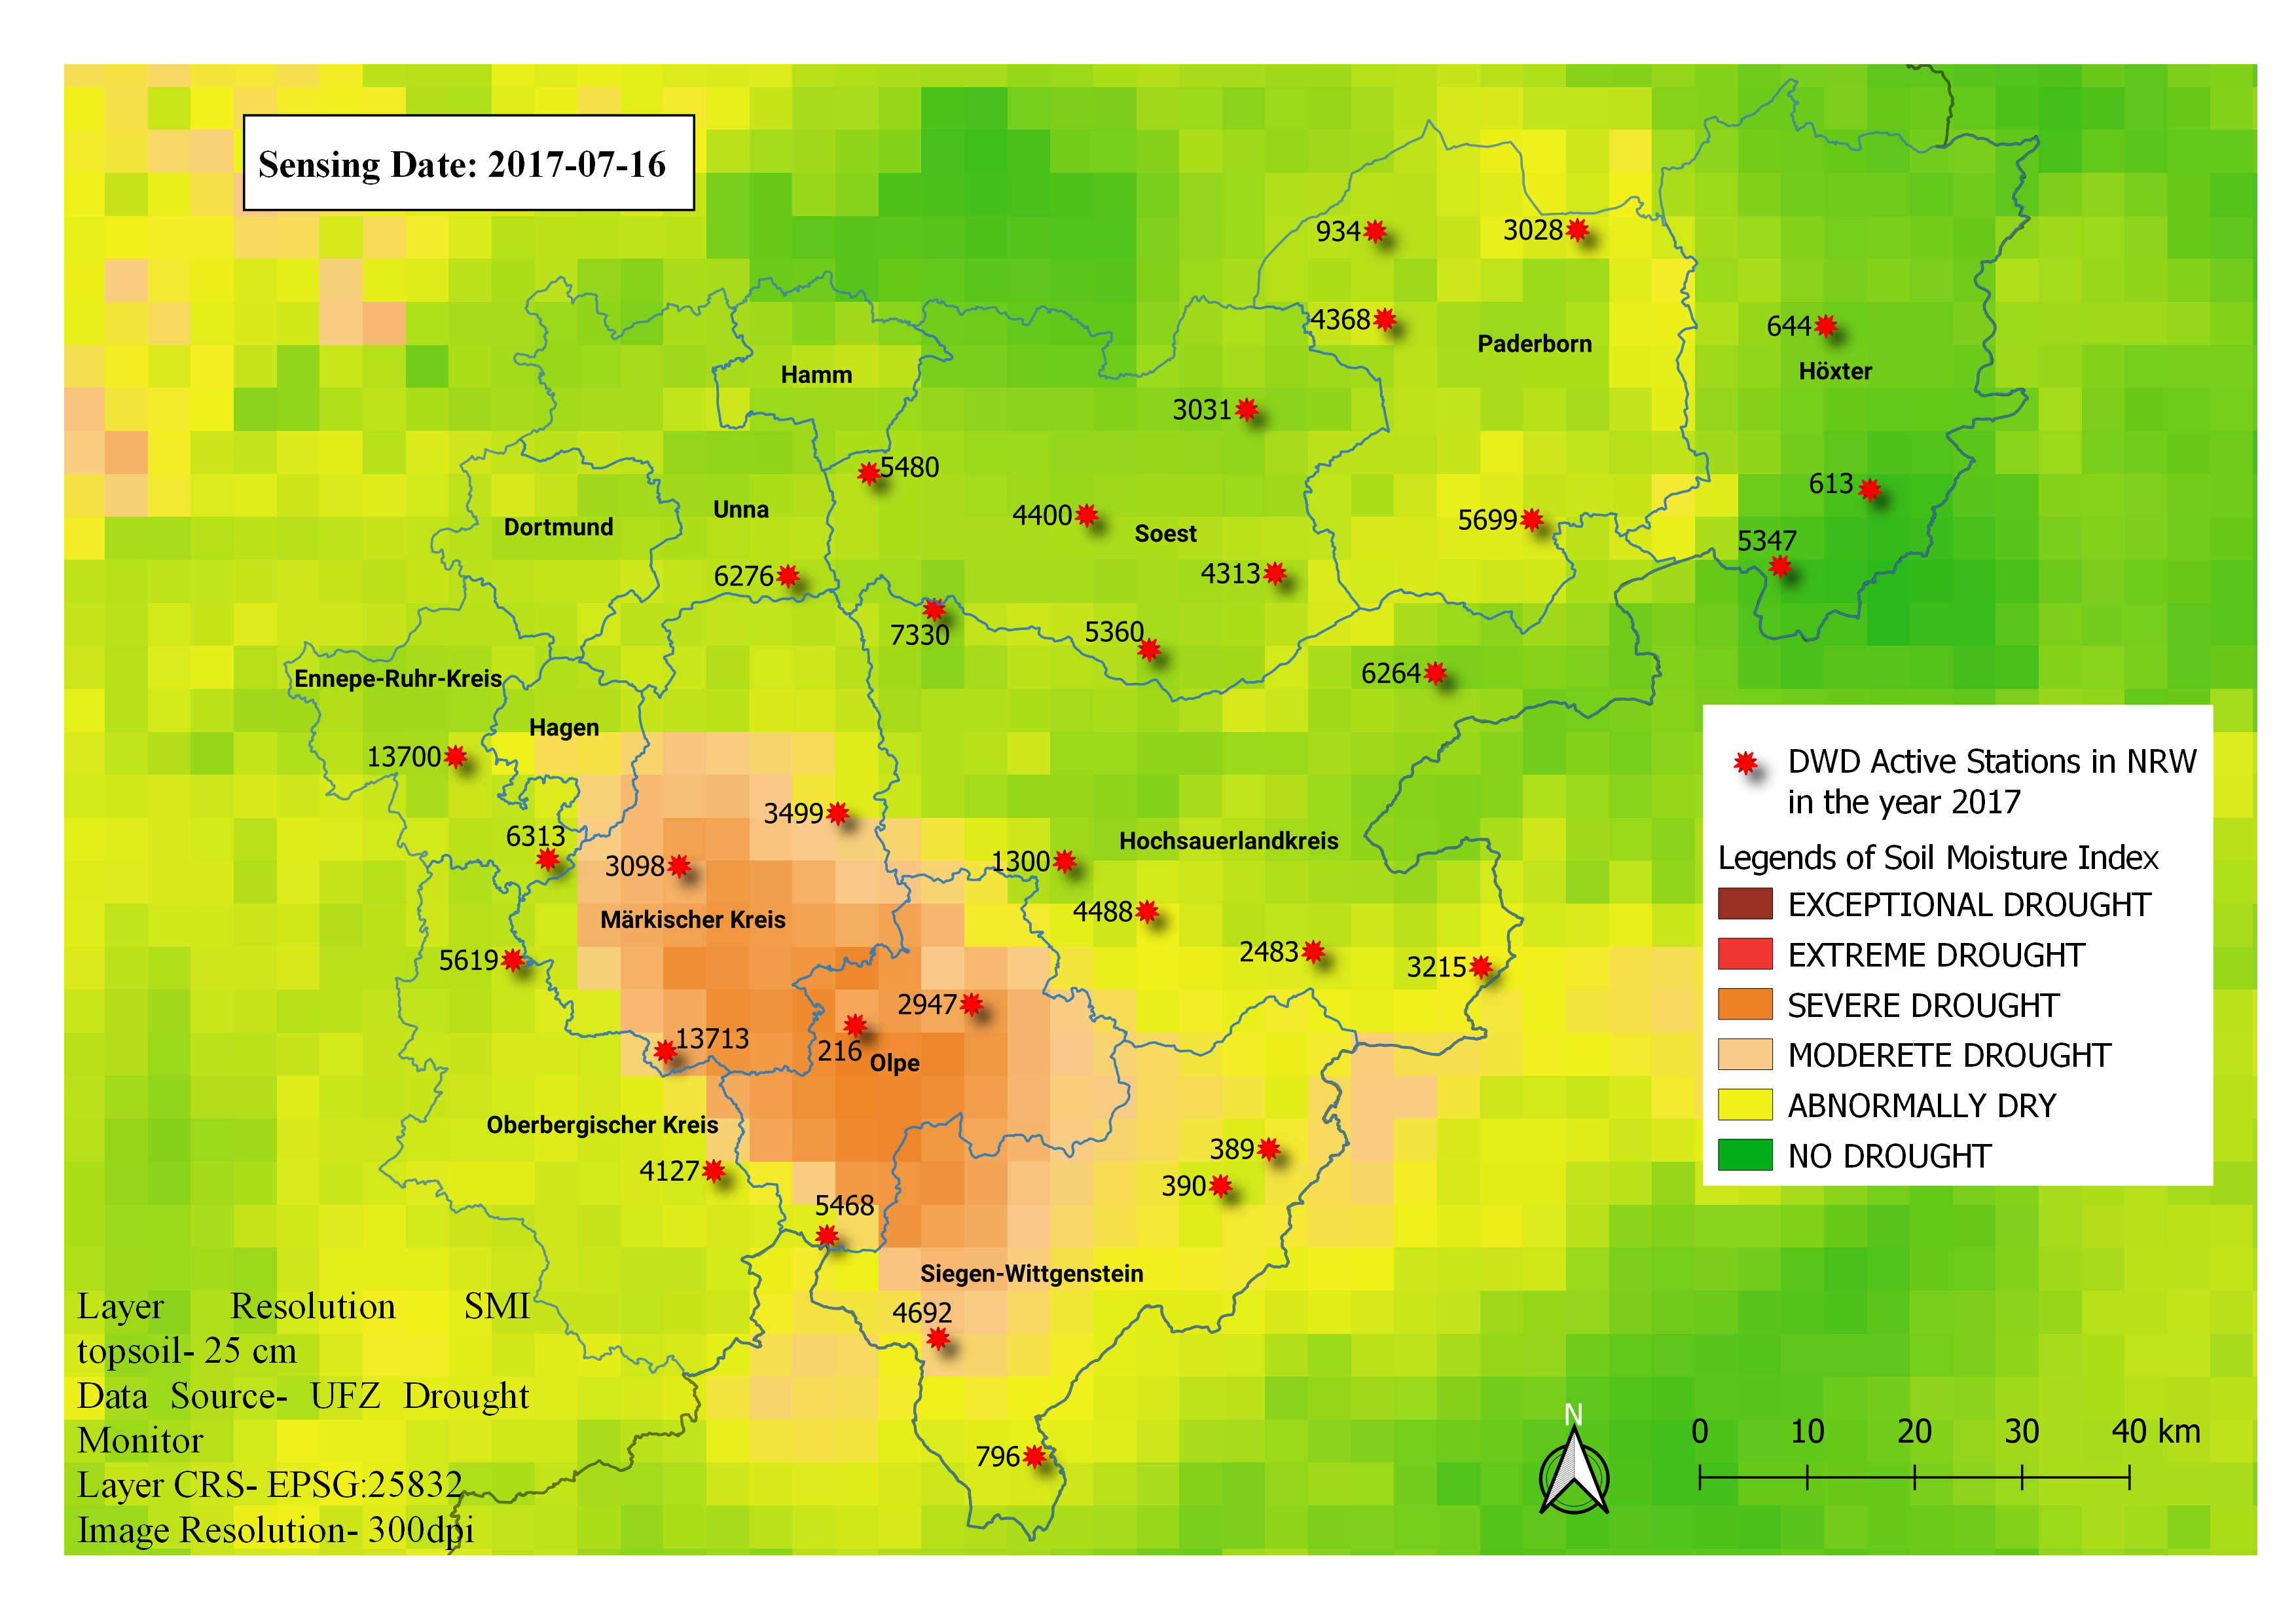 Sensing Date: 2017-07-16
934
3028
4368
Paderborn
644
Höxter
Hamm
3031
5480
613
Unna
4400
Soest
5699
Dortmund
5347
6276
4313
7330
5360
6264
Ennepe-Ruhr-Kreis
Hagen
13700
3499
6313
3098
1300
Hochsauerlandkreis
Märkischer Kreis
4488
5619
2483
3215
2947
13713
216
Olpe
Oberbergischer Kreis
389
4127
390
5468
Siegen-Wittgenstein
4692
796
DWD Active Stations in NRW
in the year 2017
Legends of Soil Moisture Index
EXCEPTIONAL DROUGHT
EXTREME DROUGHT
SEVERE DROUGHT
MODERETE DROUGHT
ABNORMALLY DRY
NO DROUGHT
Layer Resolution SMI
topsoil- 25 cm
Data Source- UFZ Drought
Monitor
Layer CRS- EPSG:25832
Image Resolution- 300dpi
N
0 10 20 30 40 km